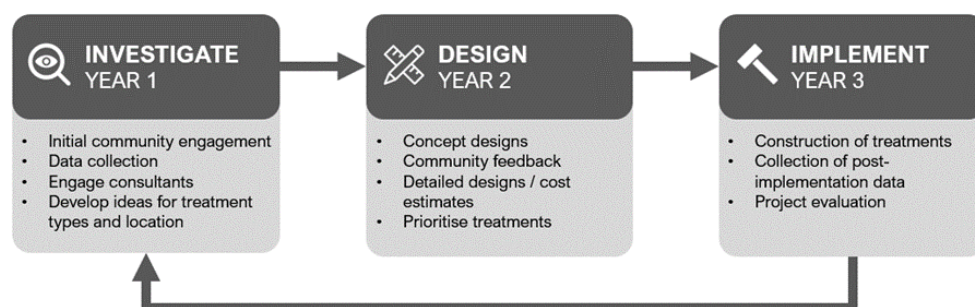 INVESTIGATE
YEAR 1
• Initial community engagement
• Data collection
• Engage consultants
• Develop ideas for treatment
types and location
DESIGN
YEAR 2
• Concept designs
• Community feedback
• Detailed designs / cost
estimates
• Prioritise treatments
IMPLEMENT
YEAR 3
• Construction of treatments
• Collection of post-
implementation data
• Project evaluation